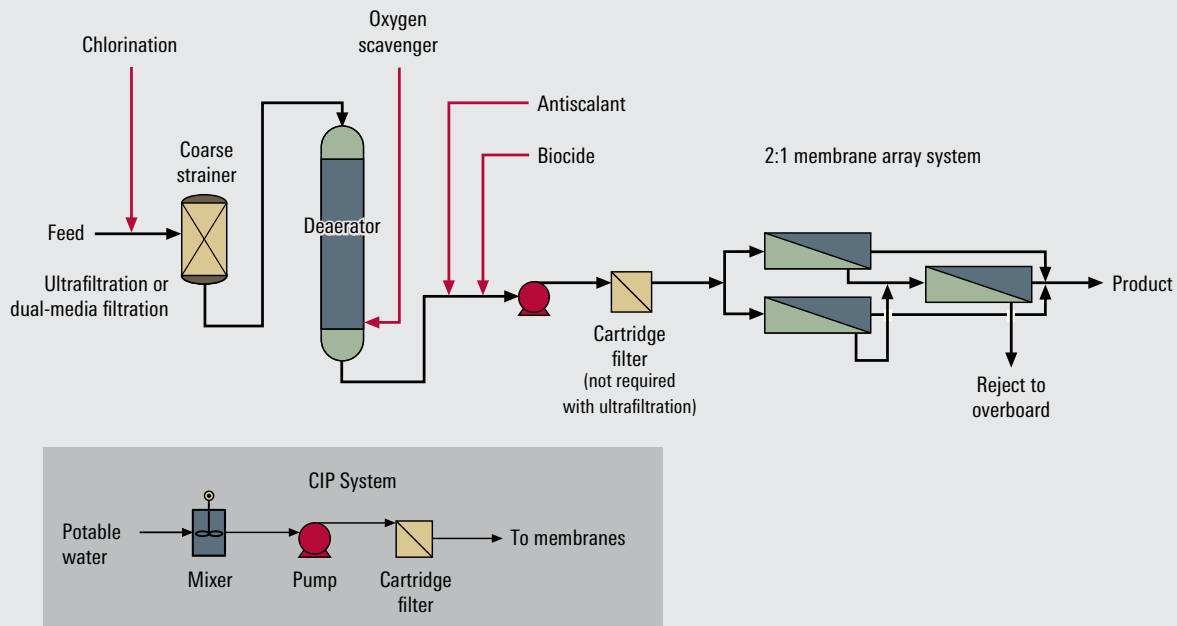 Oxygen
scavenger
Chlorination
Antiscalant
Coarse
strainer
Biocide
2:1 membrane array system
Deaerator
Feed
Ultrafiltration or
dual-media filtration
Product
Cartridge
filter
(not required
with ultrafiltration)
Reject to
overboard
CIP System
Potable
water
To membranes
Mixer
Pump
Cartridge
filter